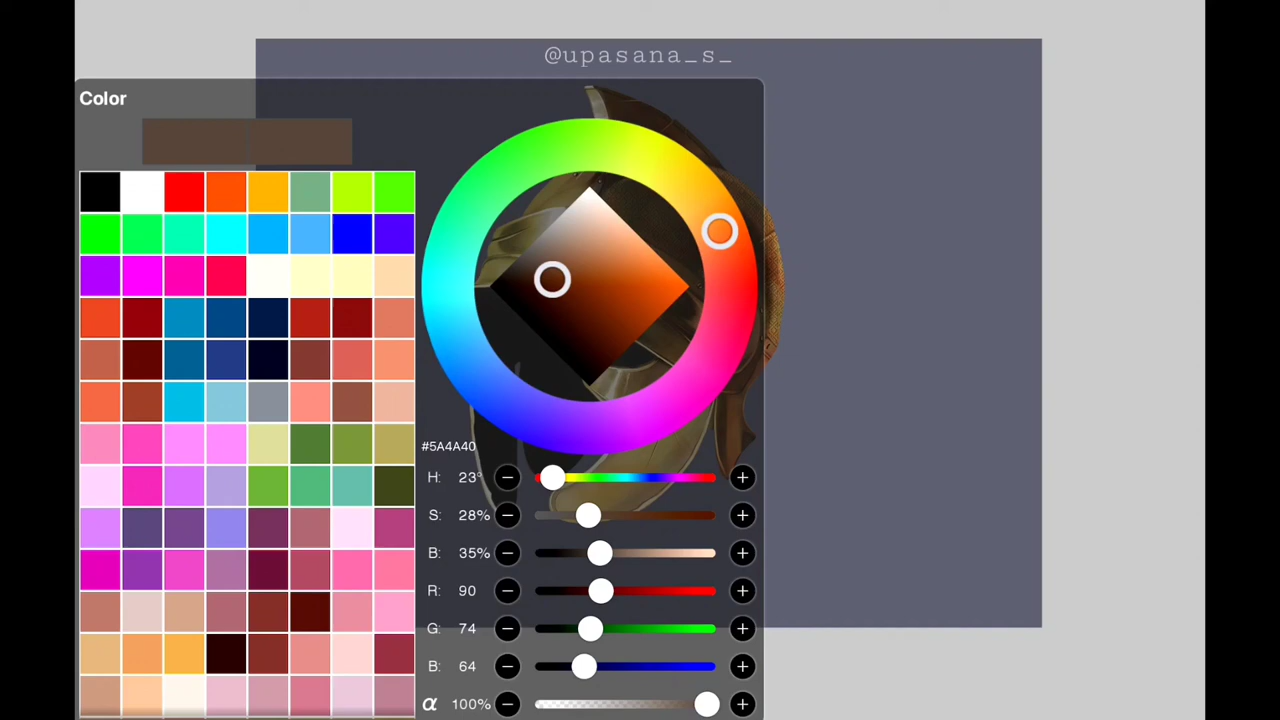 @upasana_s_
Color
#5A4A40
H: 23° − +
S: 28% − +
B: 35% − +
R: 90 − +
G: 74 − +
B: 64 − +
α 100% − +